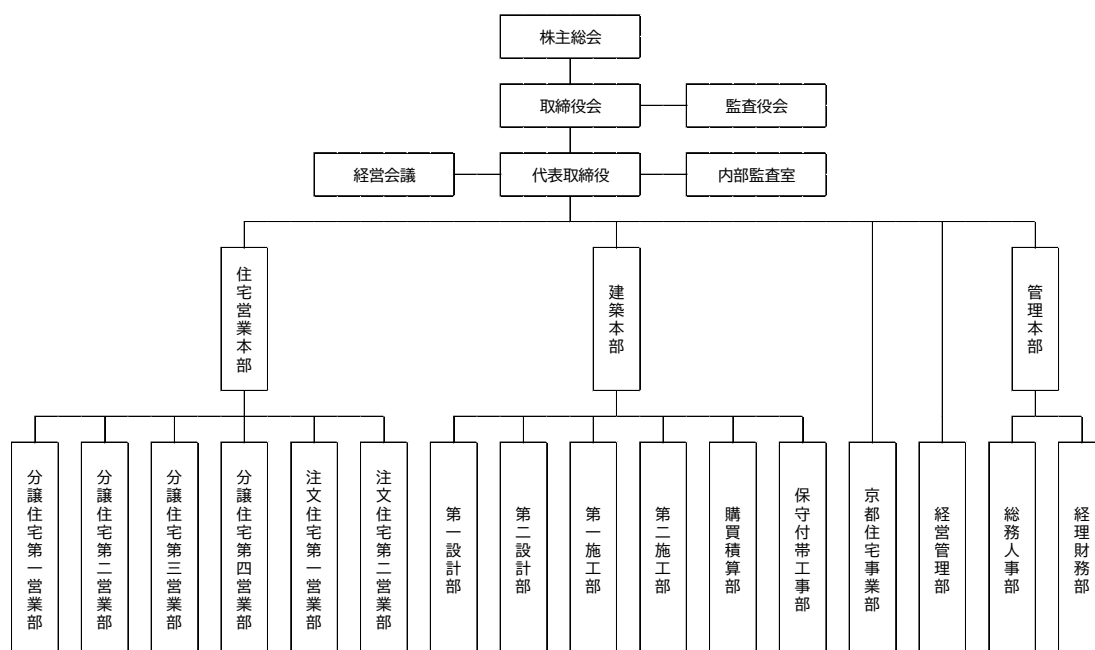 株主総会
取締役会
監査役会
経営会議
代表取締役
内部監査室
住宅営業本部
建築本部
管理本部
分譲住宅第一営業部
分譲住宅第二営業部
分譲住宅第三営業部
分譲住宅第四営業部
注文住宅第一営業部
注文住宅第二営業部
第一設計部
第二設計部
第一施工部
第二施工部
購買積算部
保守付帯工事部
京都住宅事業部
経営管理部
総務人事部
経理財務部